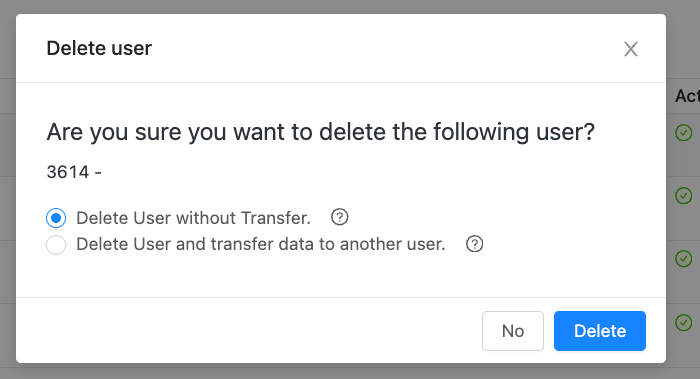 Delete user
Act
Are you sure you want to delete the following user?
3614 -
Delete User without Transfer.
Delete User and transfer data to another user.
No
Delete